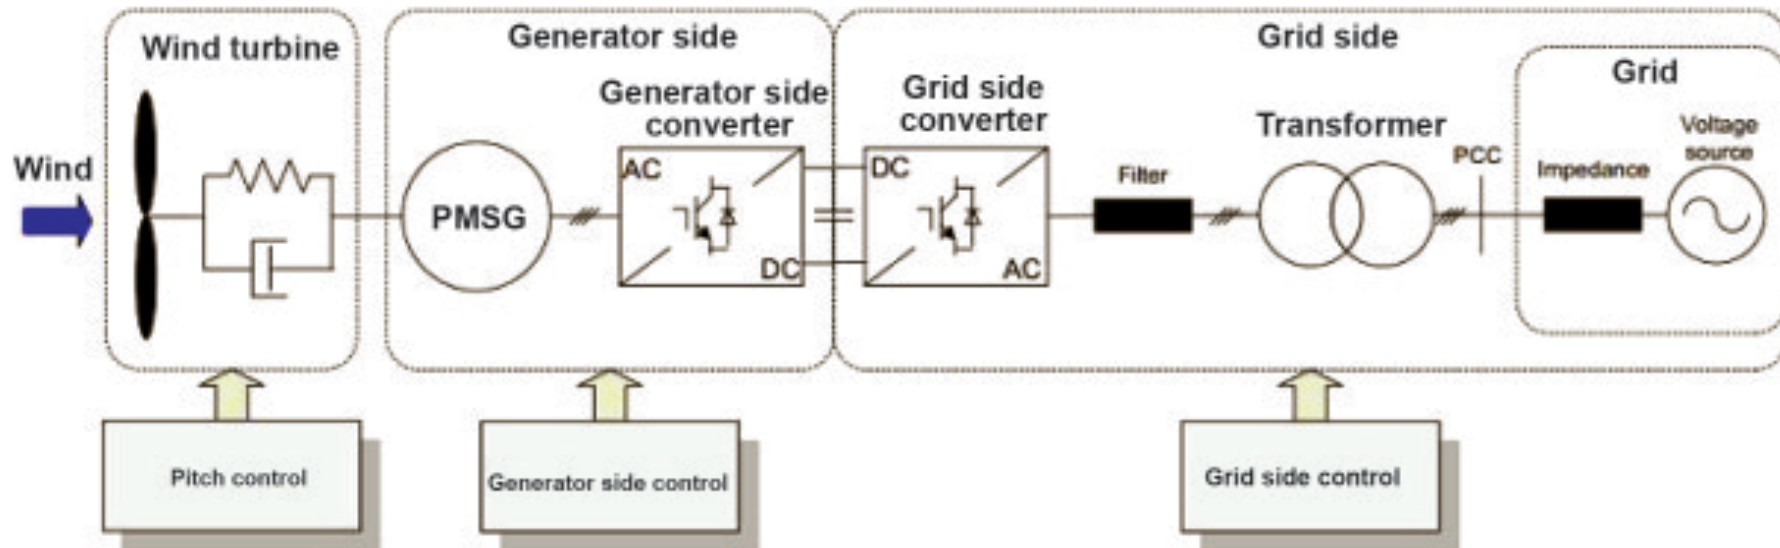 Wind turbine
Generator side
Grid side
Grid
Generator side
converter
Grid side
converter
Transformer
Voltage
source
PCC
Impedance
Filter
Wind
AC
DC
PMSG
DC
AC
Pitch control
Generator side control
Grid side control